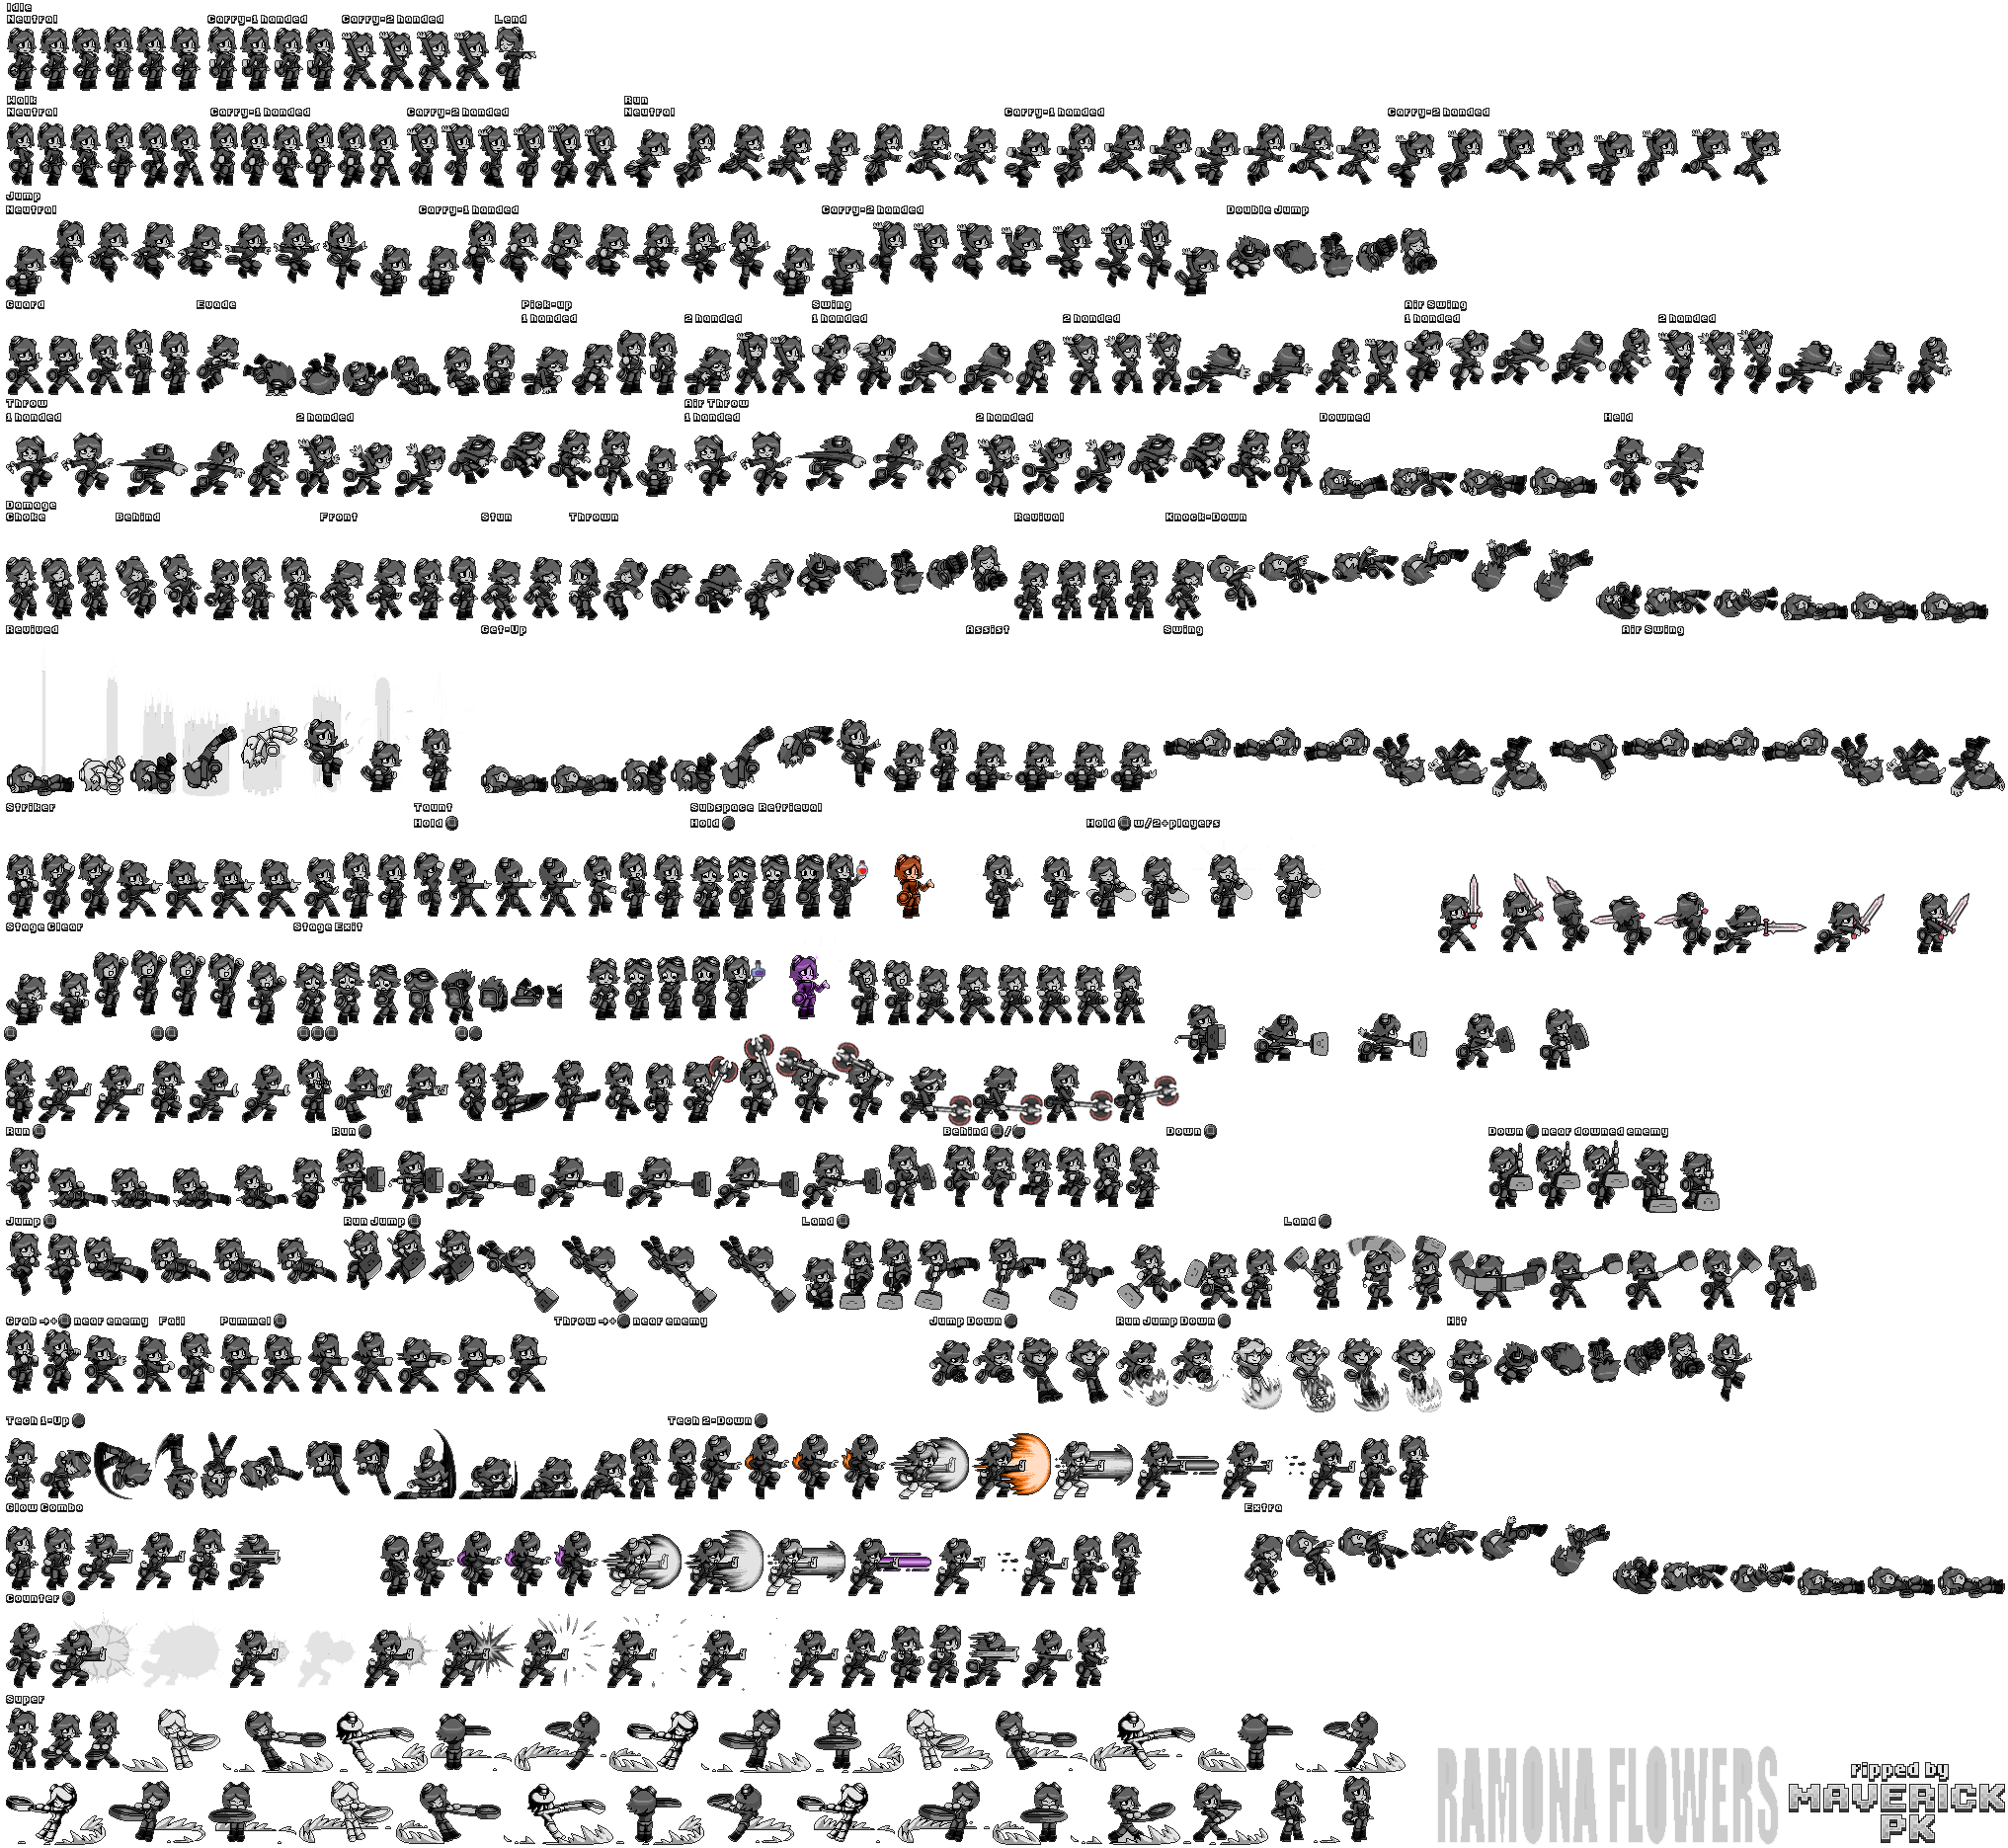 Idle
Neutral Carry-1 handed Carry-2 handed Land
Walk Run
Neutral Carry-1 handed Carry-2 handed Neutral Carry-1 handed Carry-2 handed
Jump
Neutral Carry-1 handed Carry-2 handed Double Jump
Guard Evade Pick-up Swing Air Swing
1 handed 2 handed 1 handed 2 handed 1 handed 2 handed
Throw Air Throw
1 handed 2 handed 1 handed 2 handed Downed Held
Damage
Choke Behind Front Stun Thrown Revival Knock-Down
Revived Get-Up Assist Swing Air Swing
Striker Taunt Subspace Retrieval
Hold Hold Hold w/2+players
Stage Clear Stage Exit
Run Run Behind / Down Down near downed enemy
Jump Run Jump Land Land
Grab →+ near enemy Fail Pummel Throw →+ near enemy Jump Down Run Jump Down Hit
Tech 1-Up Tech 2-Down
Glow Combo Extra
Counter
Super
RAMONA FLOWERS
ripped by
MAVERICK
PK